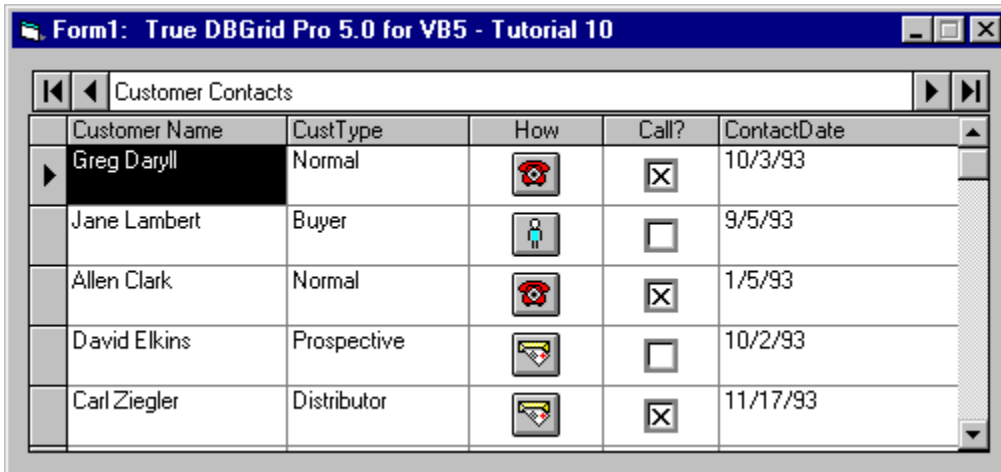 Form1: True DBGrid Pro 5.0 for VB5 - Tutorial 10
Customer Contacts
Customer Name CustType How Call? ContactDate
Greg Daryll Normal 10/3/93
Jane Lambert Buyer 9/5/93
Allen Clark Normal 1/5/93
David Elkins Prospective 10/2/93
Carl Ziegler Distributor 11/17/93